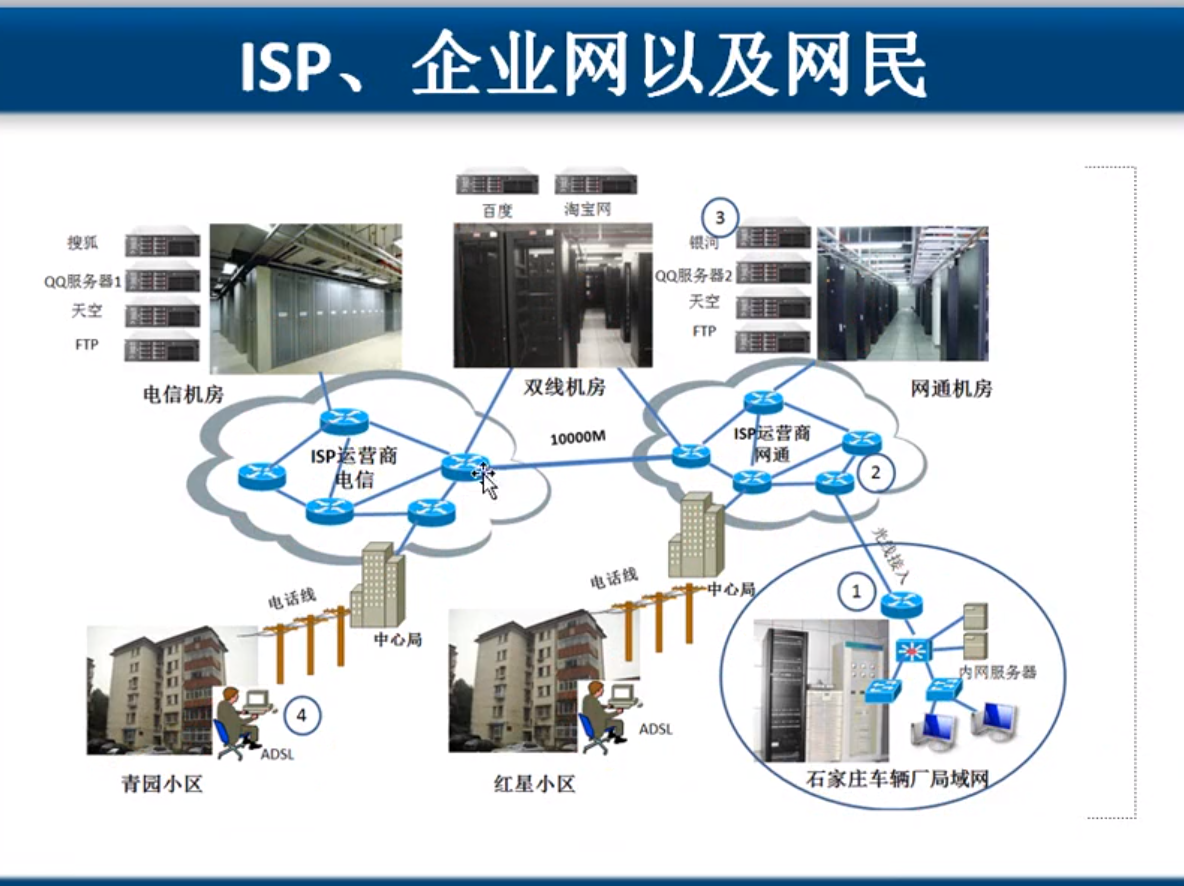 ISP、企业网以及网民
百度
淘宝网
3
搜狐
银河
QQ服务器1
QQ服务器2
天空
天空
FTP
FTP
电信机房
双线机房
网通机房
10000M
ISP运营商
电信
ISP运营商
网通
2
光线接入
电话线
电话线
中心局
中心局
1
内网服务器
4
ADSL
ADSL
青园小区
红星小区
石家庄车辆厂局域网